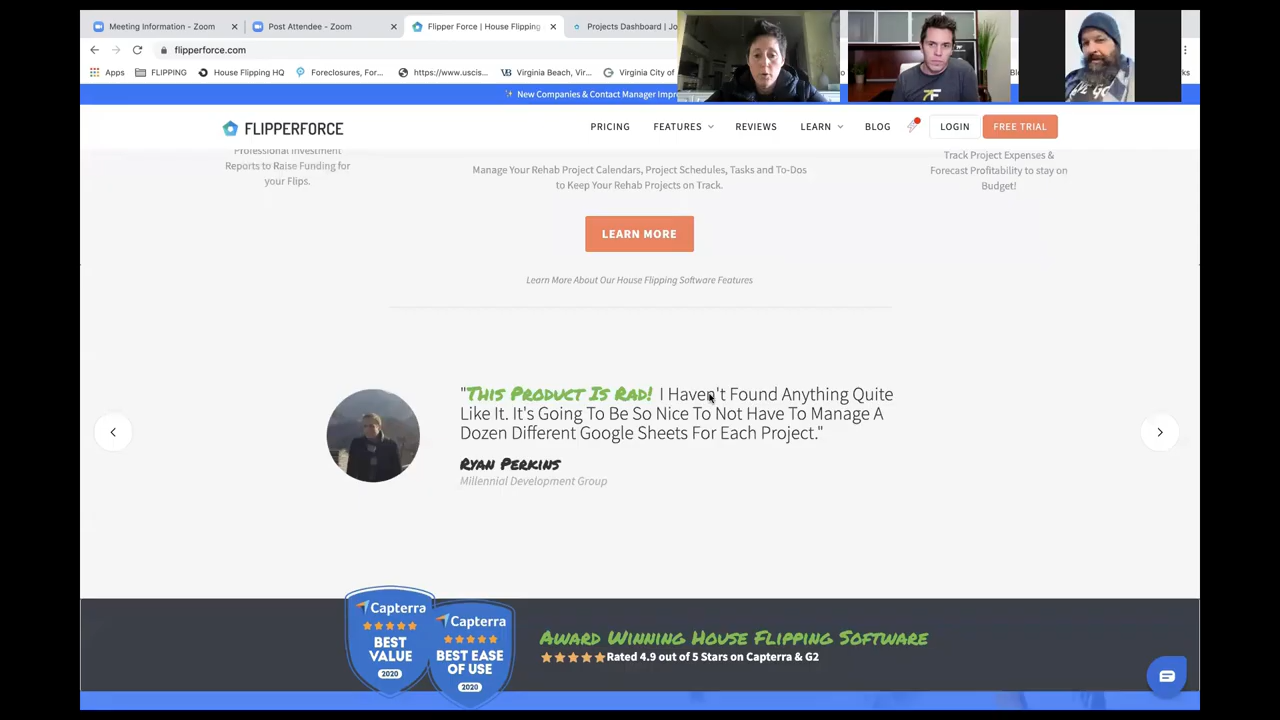 Meeting Information - Zoom
Post Attendee - Zoom
Flipper Force | House Flipping
Projects Dashboard | Jo
flipperforce.com
Apps
FLIPPING
House Flipping HQ
Foreclosures, For...
https://www.uscis...
Virginia Beach, Vir...
Virginia City of
New Companies & Contact Manager Impr
FLIPPERFORCE
PRICING
FEATURES
REVIEWS
LEARN
BLOG
LOGIN
FREE TRIAL
Professional Investment
Reports to Raise Funding for
your Flips.
Manage Your Rehab Project Calendars, Project Schedules, Tasks and To-Dos
to Keep Your Rehab Projects on Track.
Track Project Expenses &
Forecast Profitability to stay on
Budget!
LEARN MORE
Learn More About Our House Flipping Software Features
"This Product Is Rad! I Haven't Found Anything Quite
Like It. It's Going To Be So Nice To Not Have To Manage A
Dozen Different Google Sheets For Each Project."
Ryan Perkins
Millennial Development Group
Capterra
BEST
VALUE
2020
Capterra
BEST EASE
OF USE
2020
Award Winning House Flipping Software
Rated 4.9 out of 5 Stars on Capterra & G2